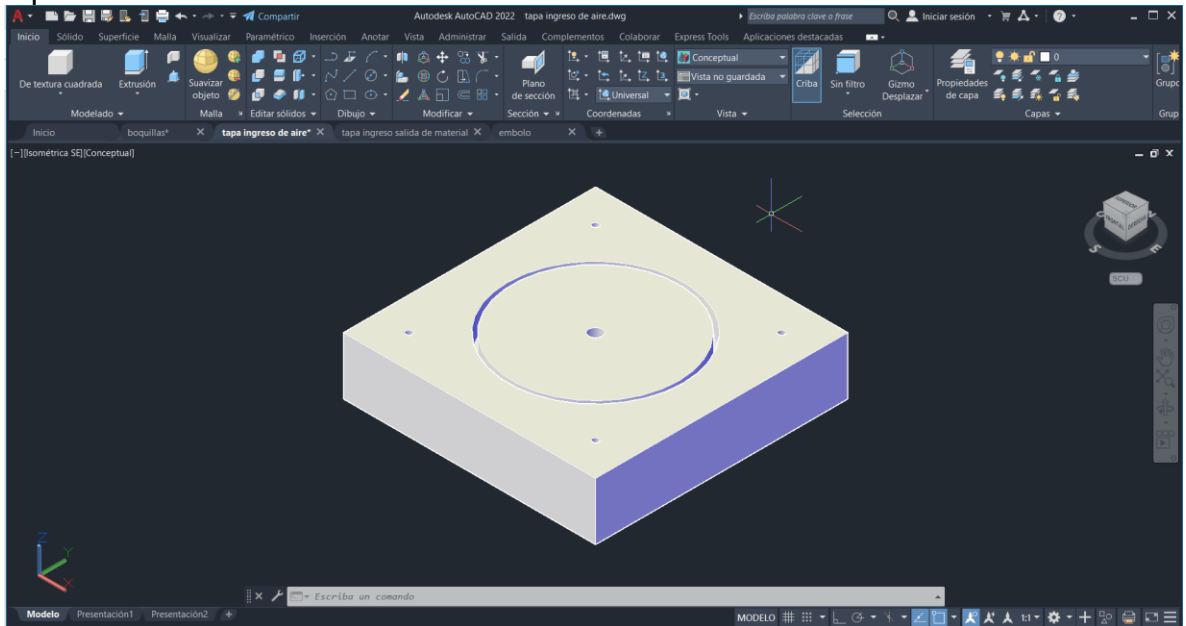 Compartir
Autodesk AutoCAD 2022 tapa ingreso de aire.dwg
Escriba palabra clave o frase
Iniciar sesión
Inicio Sólido Superficie Malla Visualizar Paramétrico Inserción Anotar Vista Administrar Salida Complementos Colaborar Express Tools Aplicaciones destacadas
De textura cuadrada
Extrusión
Suavizar objeto
Plano de sección
Universal
Conceptual
Vista no guardada
Criba
Sin filtro
Gizmo Desplazar
Propiedades de capa
0
Grupo
Modelado Malla Editar sólidos Dibujo Modificar Sección Coordenadas Vista Selección Capas Grup
Inicio boquillas* tapa ingreso de aire* tapa ingreso salida de material embolo
[−][Isométrica SE][Conceptual]
S
E
SCU
Z
Y
X
Escriba un comando
Modelo Presentación1 Presentación2 +
MODELO
1:1